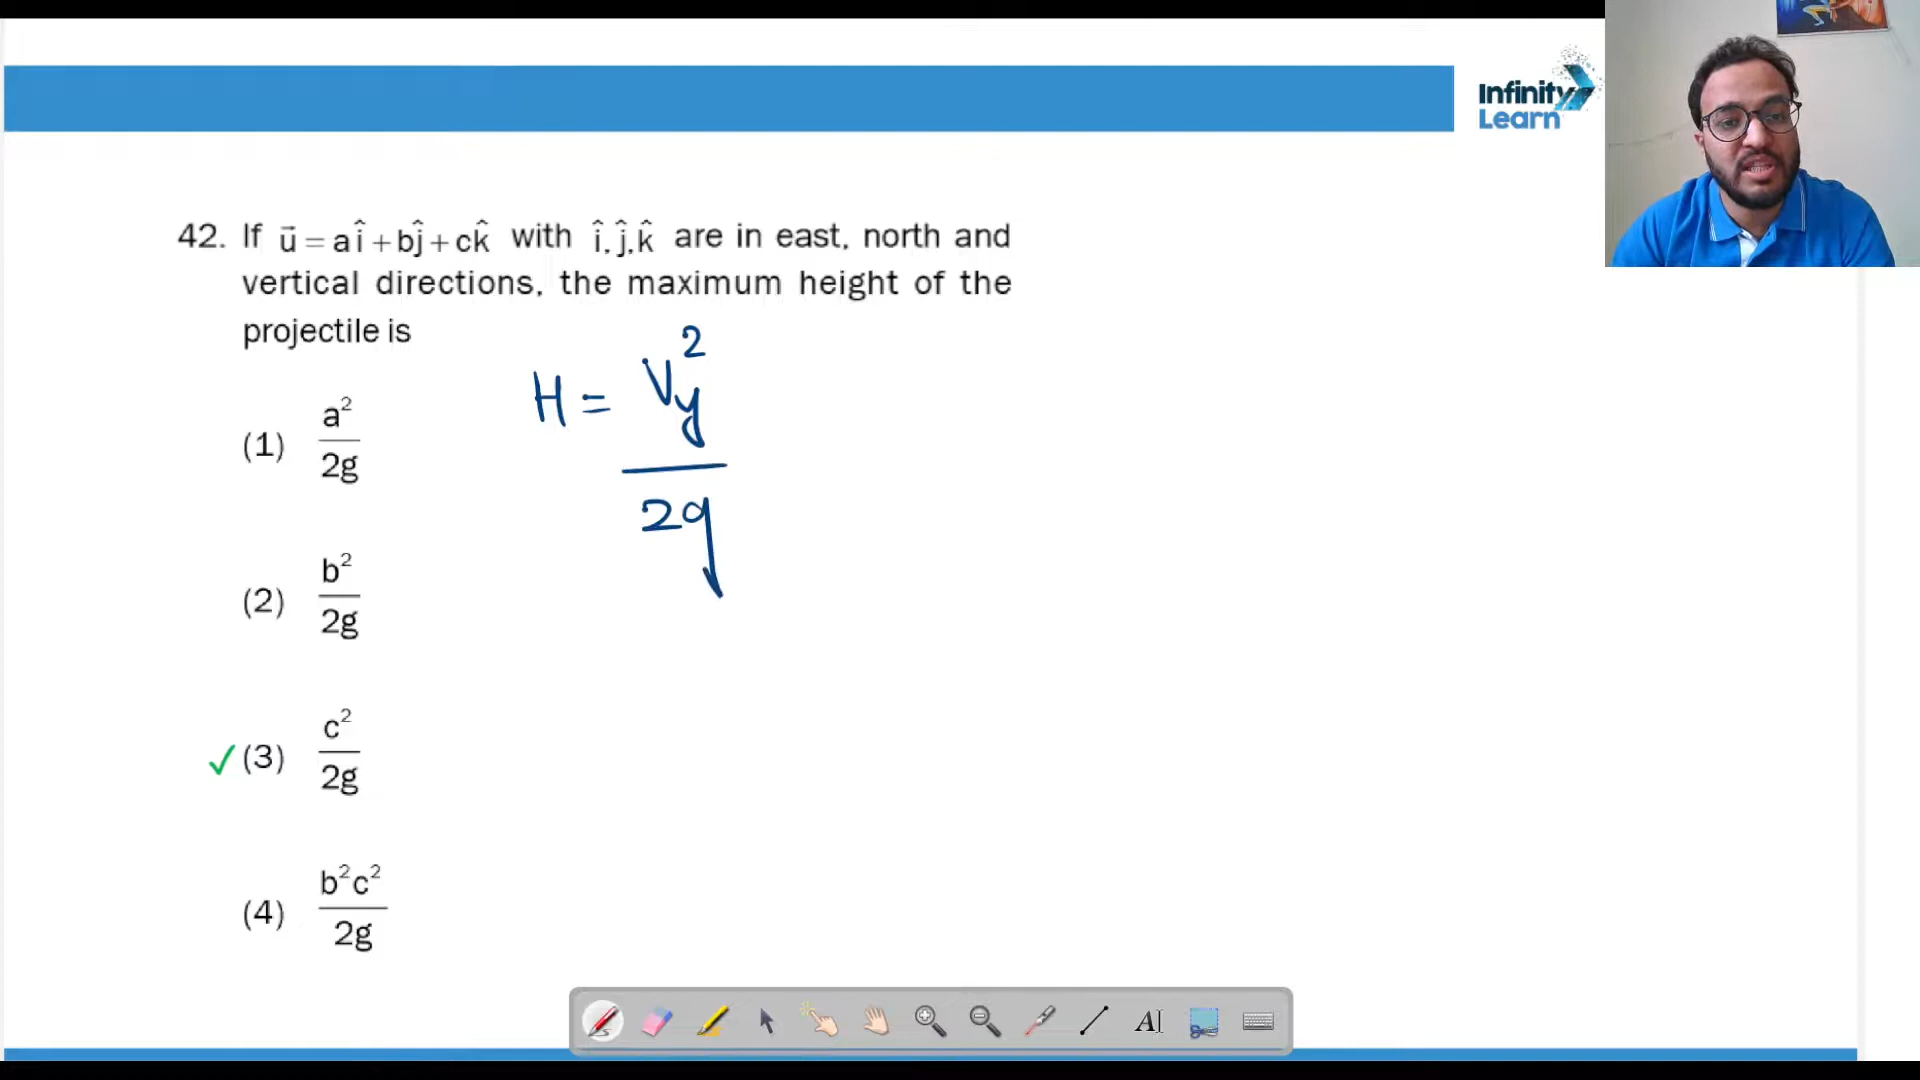 Infinity
Learn
42. If u⃗ = aî + bĵ + ck̂ with î, ĵ, k̂ are in east, north and
vertical directions, the maximum height of the
projectile is
H = Vy²
2g
(1) a²/2g
(2) b²/2g
✓(3) c²/2g
(4) b²c²/2g
A